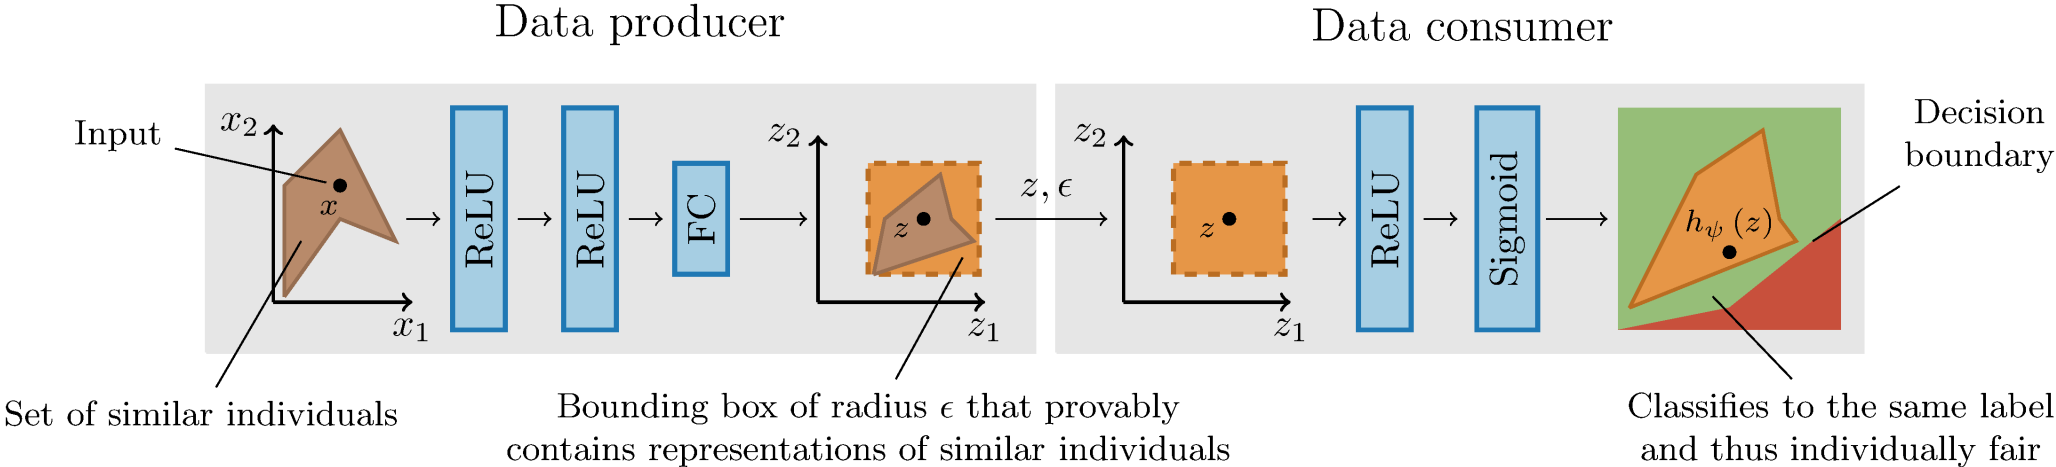 Data producer
Data consumer
Input
x₂
x
x₁
ReLU
ReLU
FC
z₂
z
z₁
z, ϵ
z₂
z
z₁
ReLU
Sigmoid
h_ψ (z)
Decision
boundary
Set of similar individuals
Bounding box of radius ϵ that provably
contains representations of similar individuals
Classifies to the same label
and thus individually fair